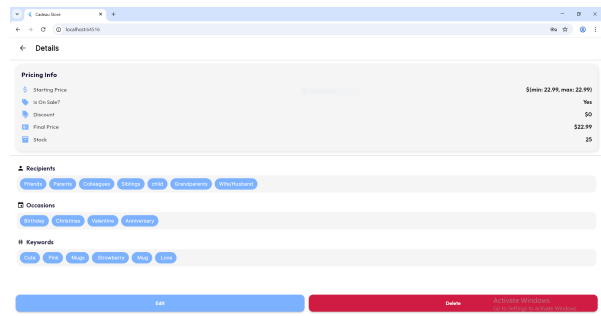 Cadeau Store
localhost:64516
Details
Pricing Info
Starting Price $(min: 22.99, max: 22.99)
Is On Sale? Yes
Discount $0
Final Price $22.99
Stock 25
Recipients
Friends Parents Colleagues Siblings child Grandparents Wife/Husband
Occasions
Birthday Christmas Valentine Anniversary
# Keywords
Cute Pink Mugs Strawberry Mug Love
Edit Delete
Activate Windows
Go to Settings to activate Windows.